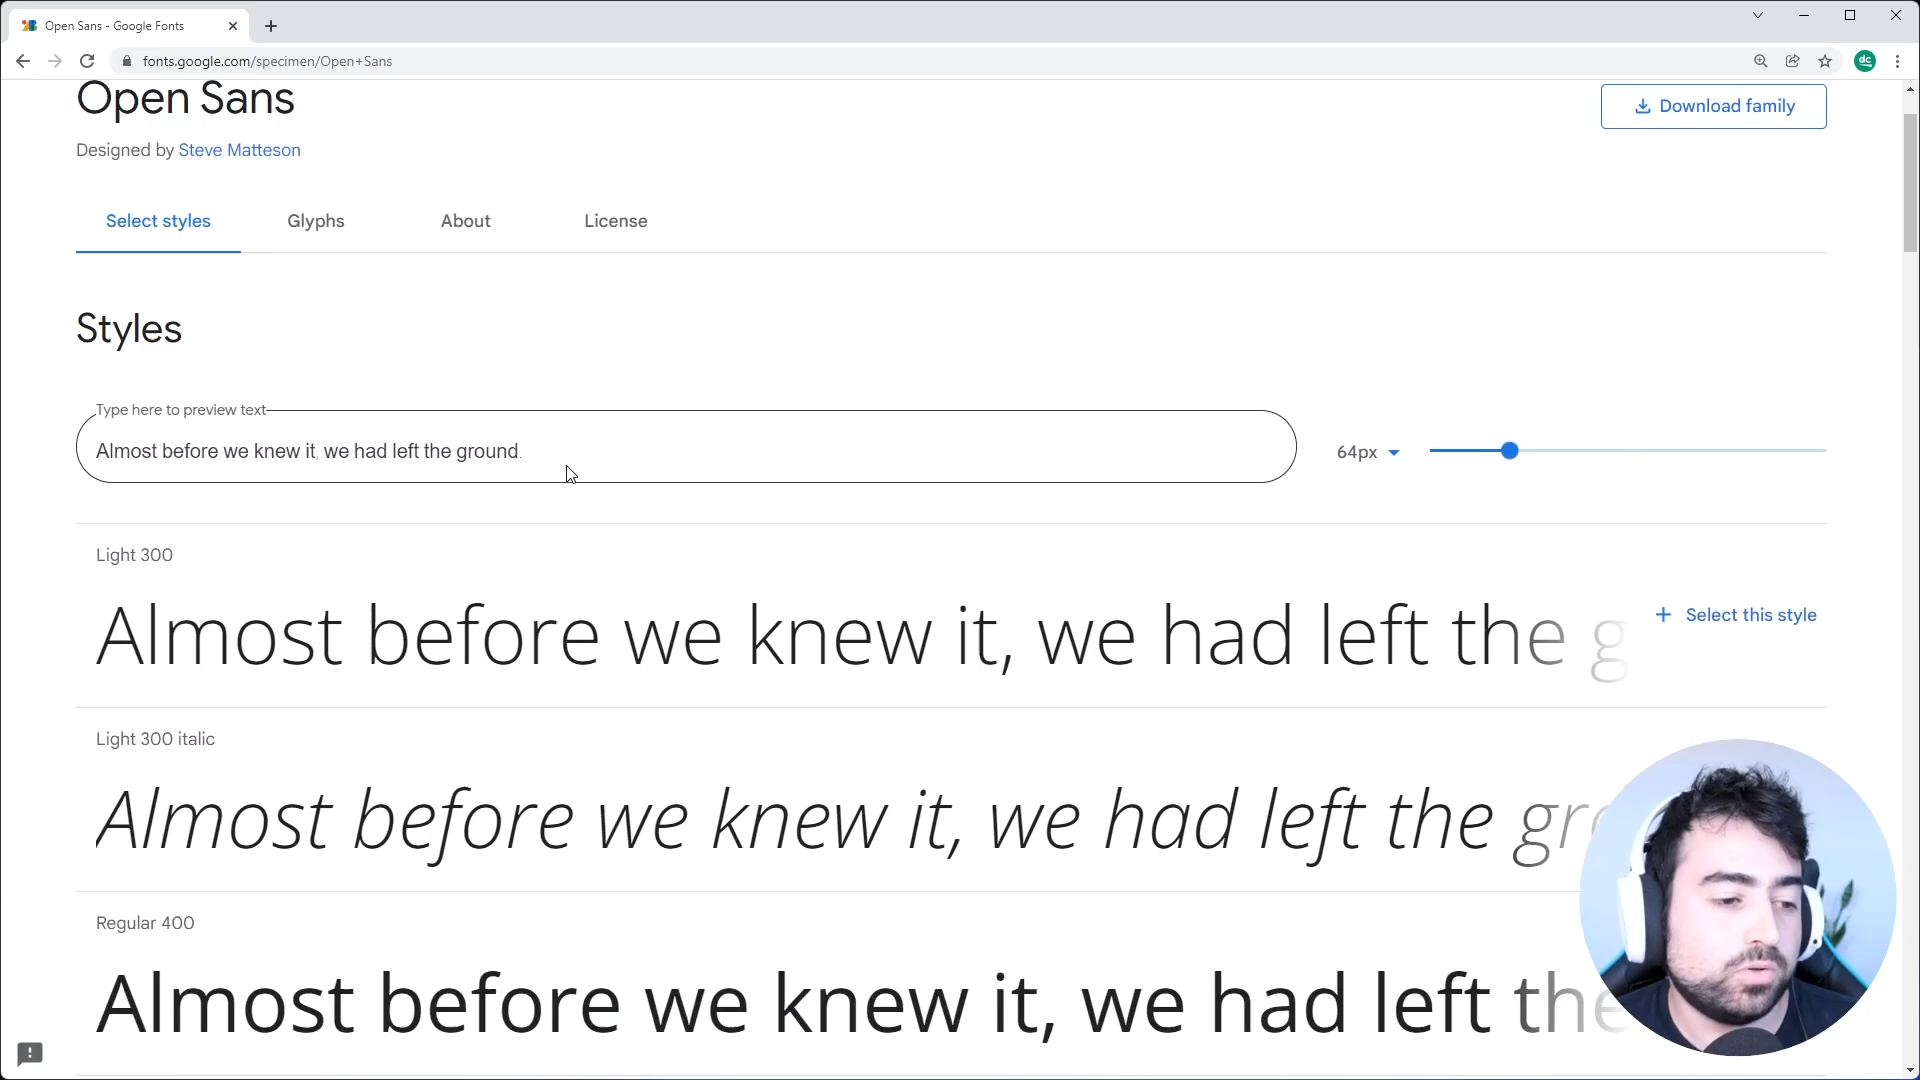 Open Sans - Google Fonts
fonts.google.com/specimen/Open+Sans
dc
Open Sans
Download family
Designed by Steve Matteson
Select styles
Glyphs
About
License
Styles
Type here to preview text
Almost before we knew it, we had left the ground.
64px
Light 300
Almost before we knew it, we had left the g
Select this style
Light 300 italic
Almost before we knew it, we had left the gro
Regular 400
Almost before we knew it, we had left the